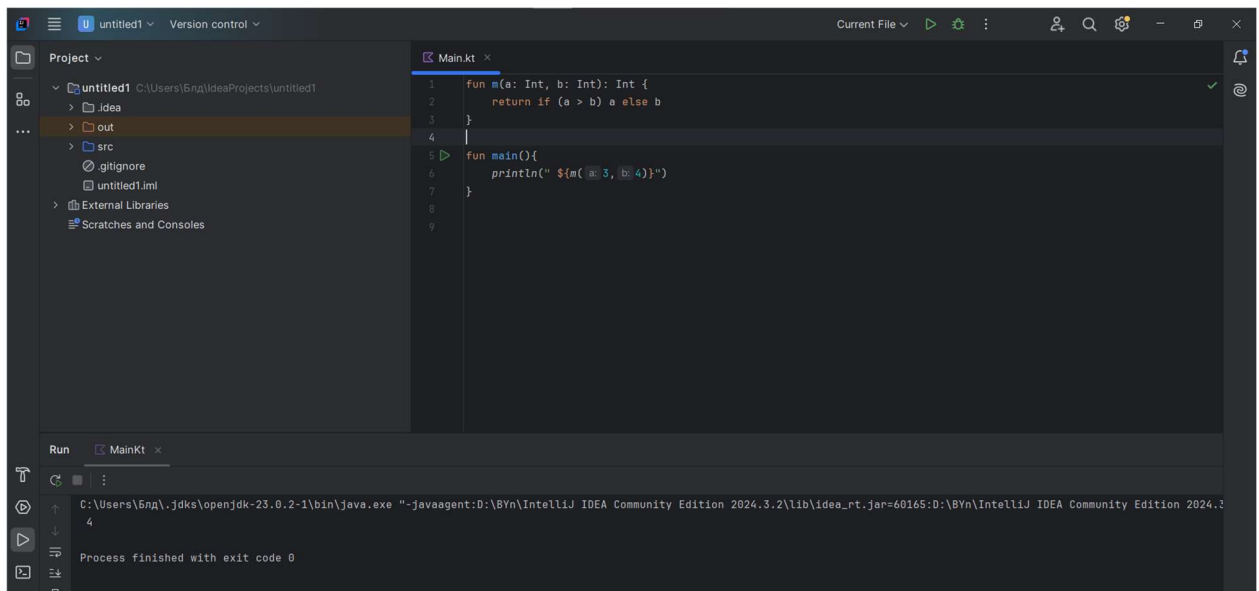 U untitled1 Version control Current File
Project
Main.kt
untitled1 C:\Users\Блд\IdeaProjects\untitled1
.idea
out
src
.gitignore
untitled1.iml
External Libraries
Scratches and Consoles
1 fun m(a: Int, b: Int): Int {
2 return if (a > b) a else b
3 }
4
5 fun main(){
6 println(" ${m( a: 3, b: 4)}")
7 }
8
9
Run MainKt
C:\Users\Блд\.jdks\openjdk-23.0.2-1\bin\java.exe "-javaagent:D:\BYn\IntelliJ IDEA Community Edition 2024.3.2\lib\idea_rt.jar=60165:D:\BYn\IntelliJ IDEA Community Edition 2024.3
4
Process finished with exit code 0